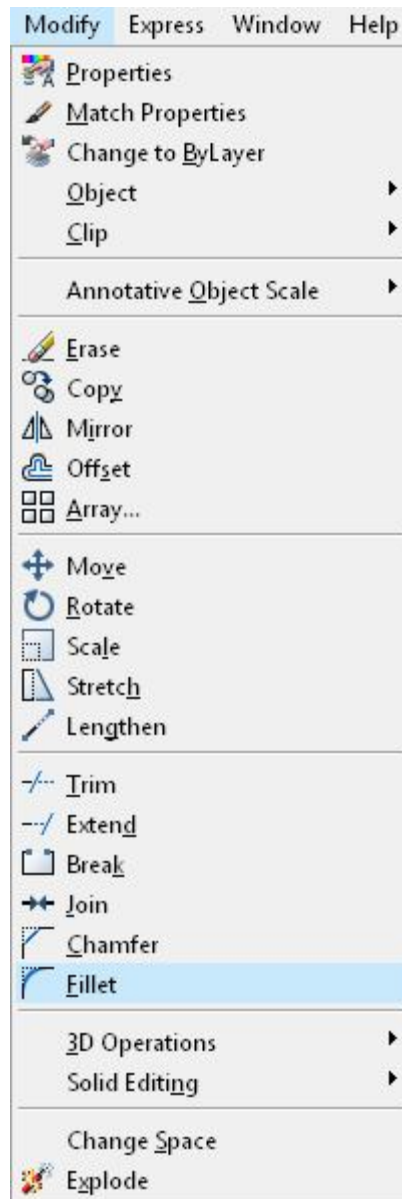 Modify Express Window Help
Properties
Match Properties
Change to ByLayer
Object
Clip
Annotative Object Scale
Erase
Copy
Mirror
Offset
Array...
Move
Rotate
Scale
Stretch
Lengthen
Trim
Extend
Break
Join
Chamfer
Fillet
3D Operations
Solid Editing
Change Space
Explode